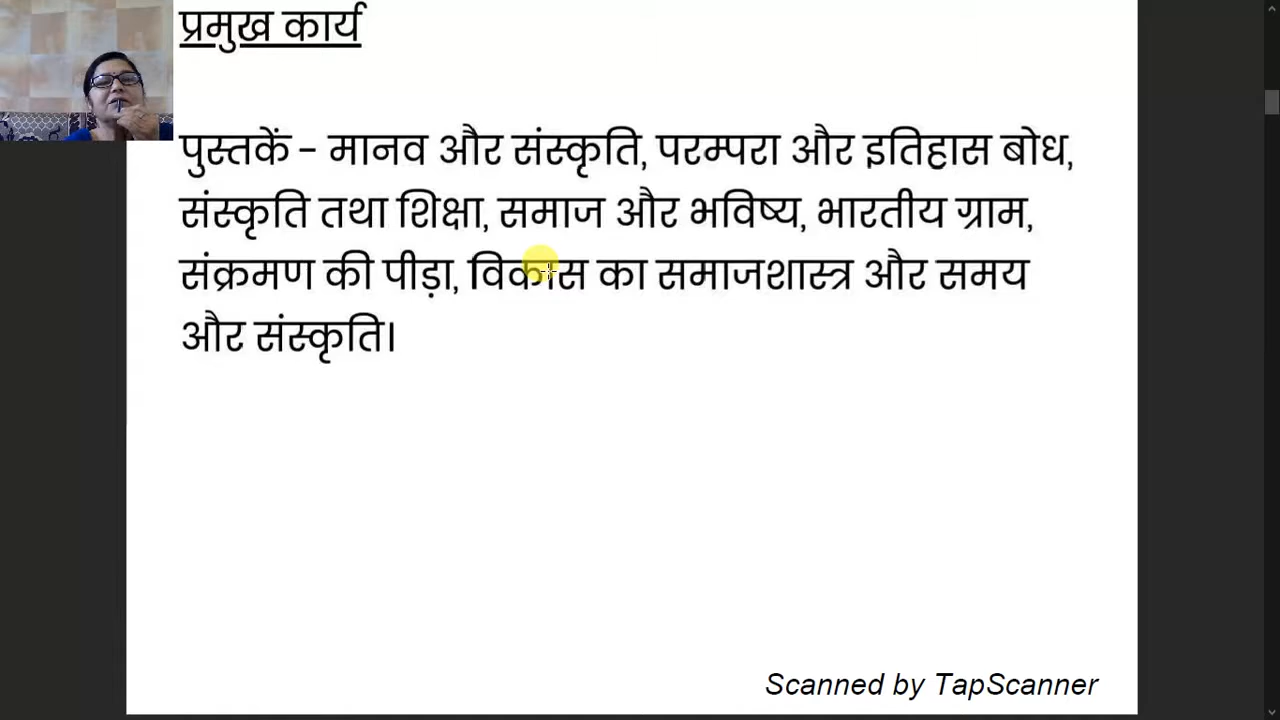 प्रमुख कार्य
पुस्तकें - मानव और संस्कृति, परम्परा और इतिहास बोध,
संस्कृति तथा शिक्षा, समाज और भविष्य, भारतीय ग्राम,
संक्रमण की पीड़ा, विकास का समाजशास्त्र और समय
और संस्कृति।
Scanned by TapScanner